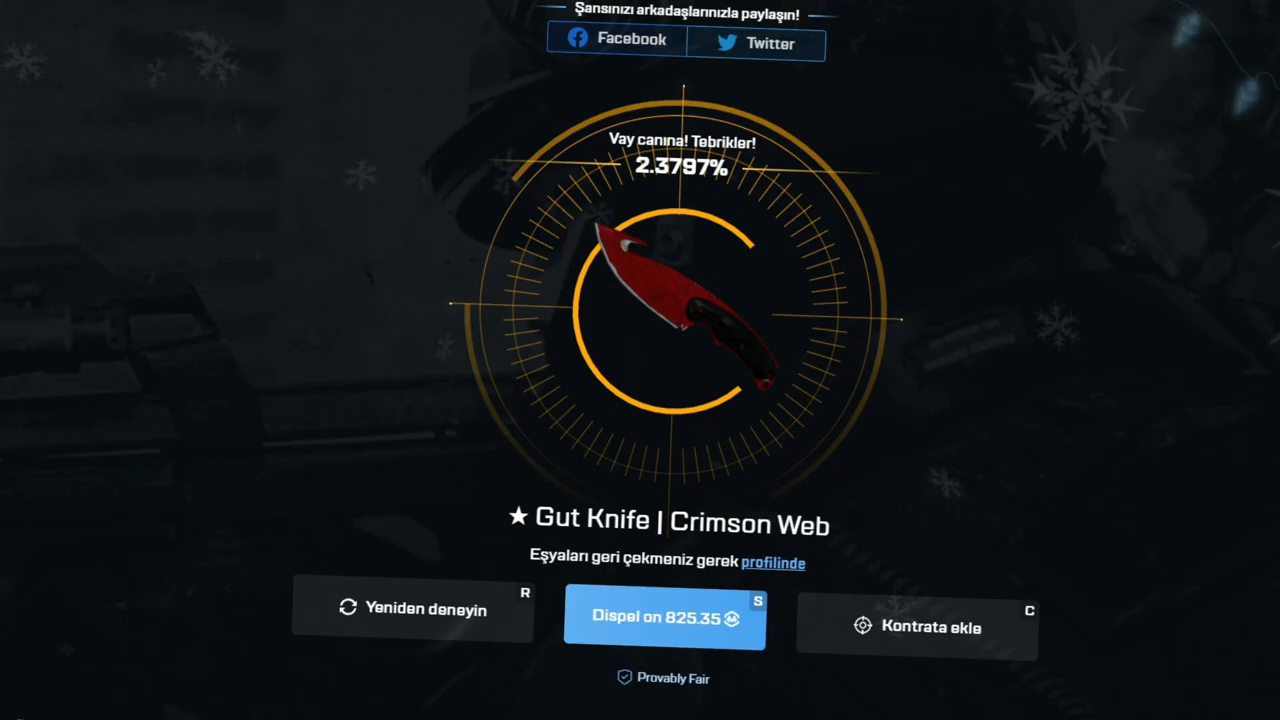 Şansınızı arkadaşlarınızla paylaşın!
Facebook
Twitter
Vay canına! Tebrikler!
2.3797%
★ Gut Knife | Crimson Web
Eşyaları geri çekmeniz gerek profilinde
Yeniden deneyin R
Dispel on 825.35 S
Kontrata ekle C
Provably Fair